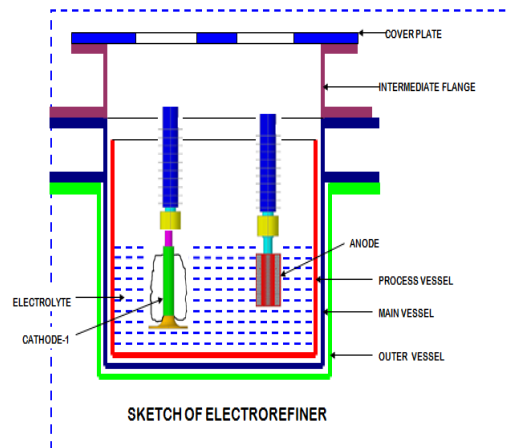 COVER PLATE
INTERMEDIATE FLANGE
ANODE
PROCESS VESSEL
ELECTROLYTE
MAIN VESSEL
CATHODE-1
OUTER VESSEL
SKETCH OF ELECTROREFINER